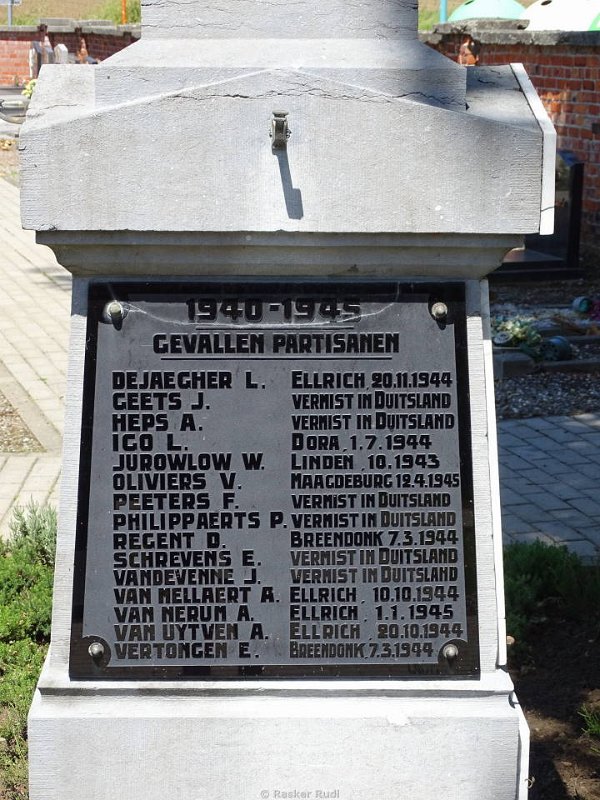 1940-1945
GEVALLEN PARTISANEN
DEJAEGHER L. ELLRICH, 20.11.1944
GEETS J. VERMIST IN DUITSLAND
HEPS A. VERMIST IN DUITSLAND
IGO L. DORA, 1.7.1944
JUROWLOW W. LINDEN, 10.1943
OLIVIERS V. MAAGDEBURG 12.4.1945
PEETERS F. VERMIST IN DUITSLAND
PHILIPPAERTS P. VERMIST IN DUITSLAND
REGENT D. BREENDONK 7.3.1944
SCHREVENS E. VERMIST IN DUITSLAND
VANDEVENNE J. VERMIST IN DUITSLAND
VAN MELLAERT A. ELLRICH, 10.10.1944
VAN NERUM A. ELLRICH, 1.1.1945
VAN UYTVEN A. ELLRICH, 20.10.1944
VERTONGEN E. BREENDONK, 7.3.1944
© Rasker Rudi